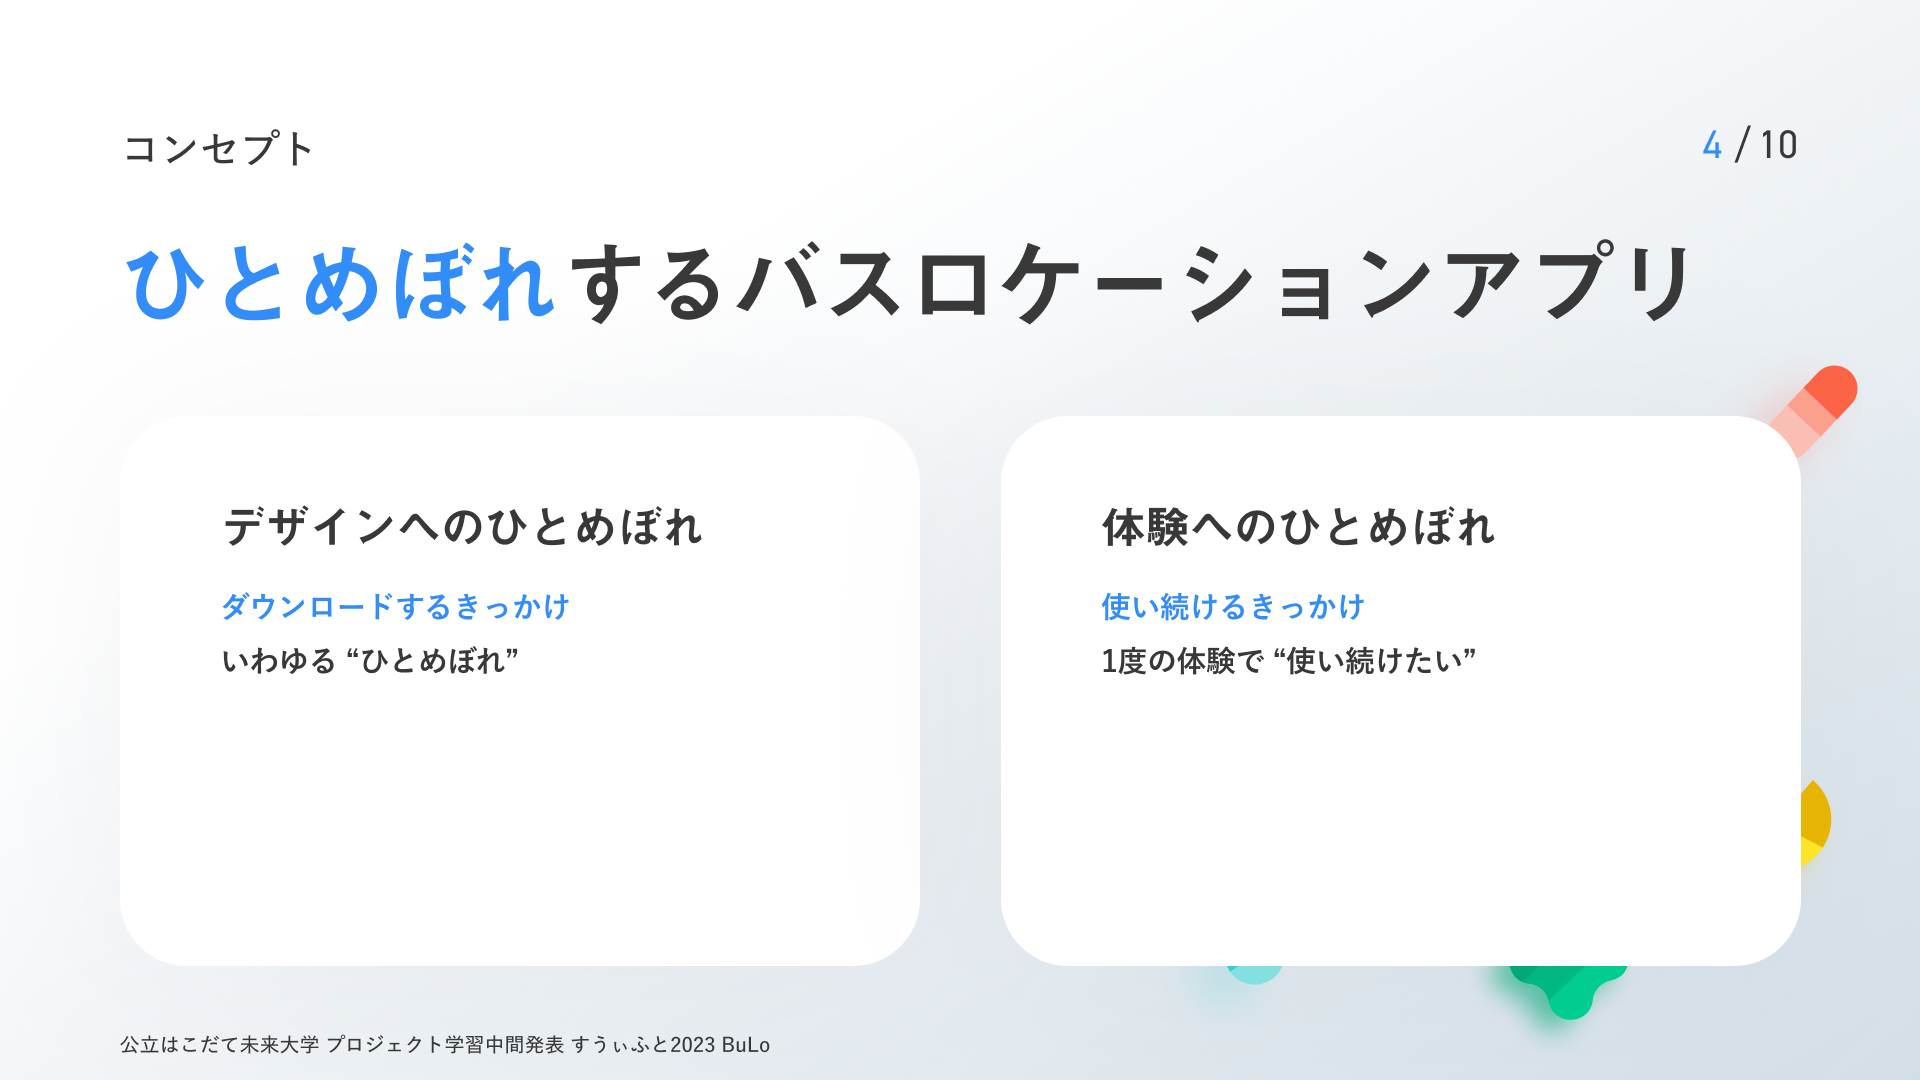 コンセプト
4 / 10
ひとめぼれするバスロケーションアプリ
デザインへのひとめぼれ
ダウンロードするきっかけ
いわゆる “ひとめぼれ”
体験へのひとめぼれ
使い続けるきっかけ
1度の体験で “使い続けたい”
公立はこだて未来大学 プロジェクト学習中間発表 すうぃふと2023 BuLo